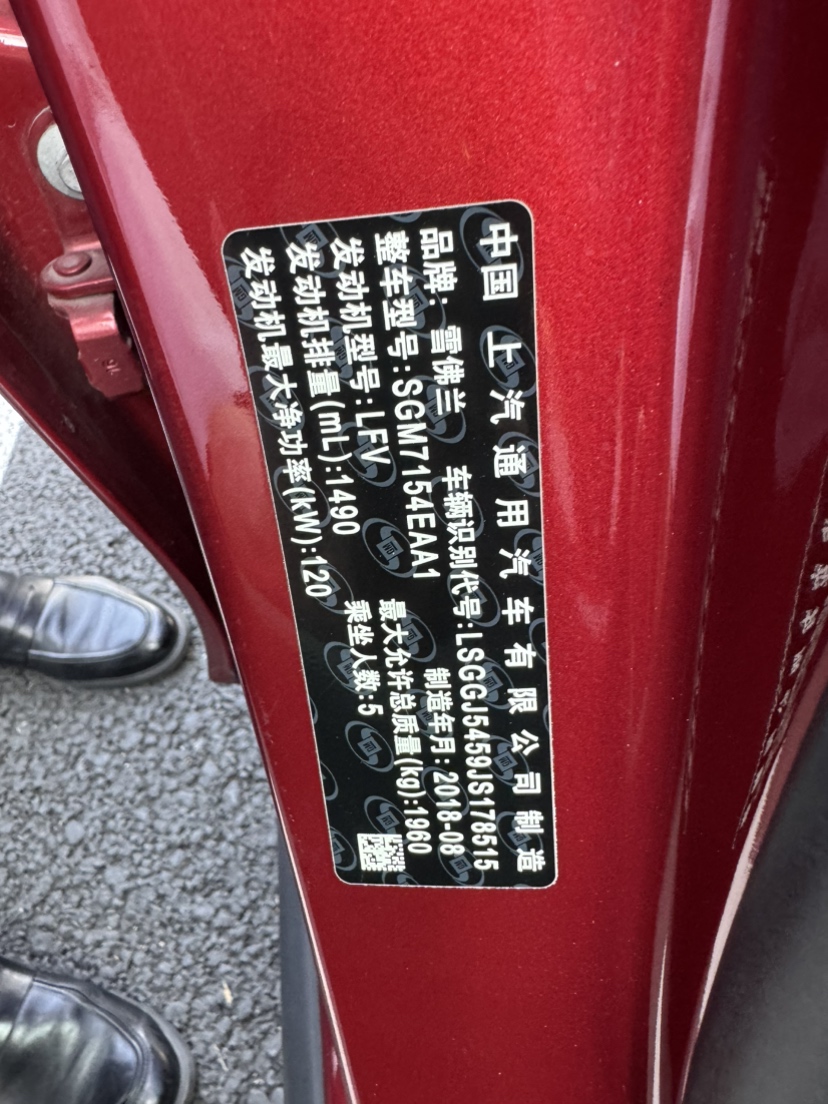 中国 上汽通用汽车有限公司制造
品牌 雪佛兰 车辆识别代号:LSGGJ5459JS178515
整车型号:SGM7154EAA1 制造年月:2018-08
发动机型号:LFV 最大允许总质量(kg):1960
发动机排量(mL):1490 乘坐人数:5
发动机最大净功率(kW):120